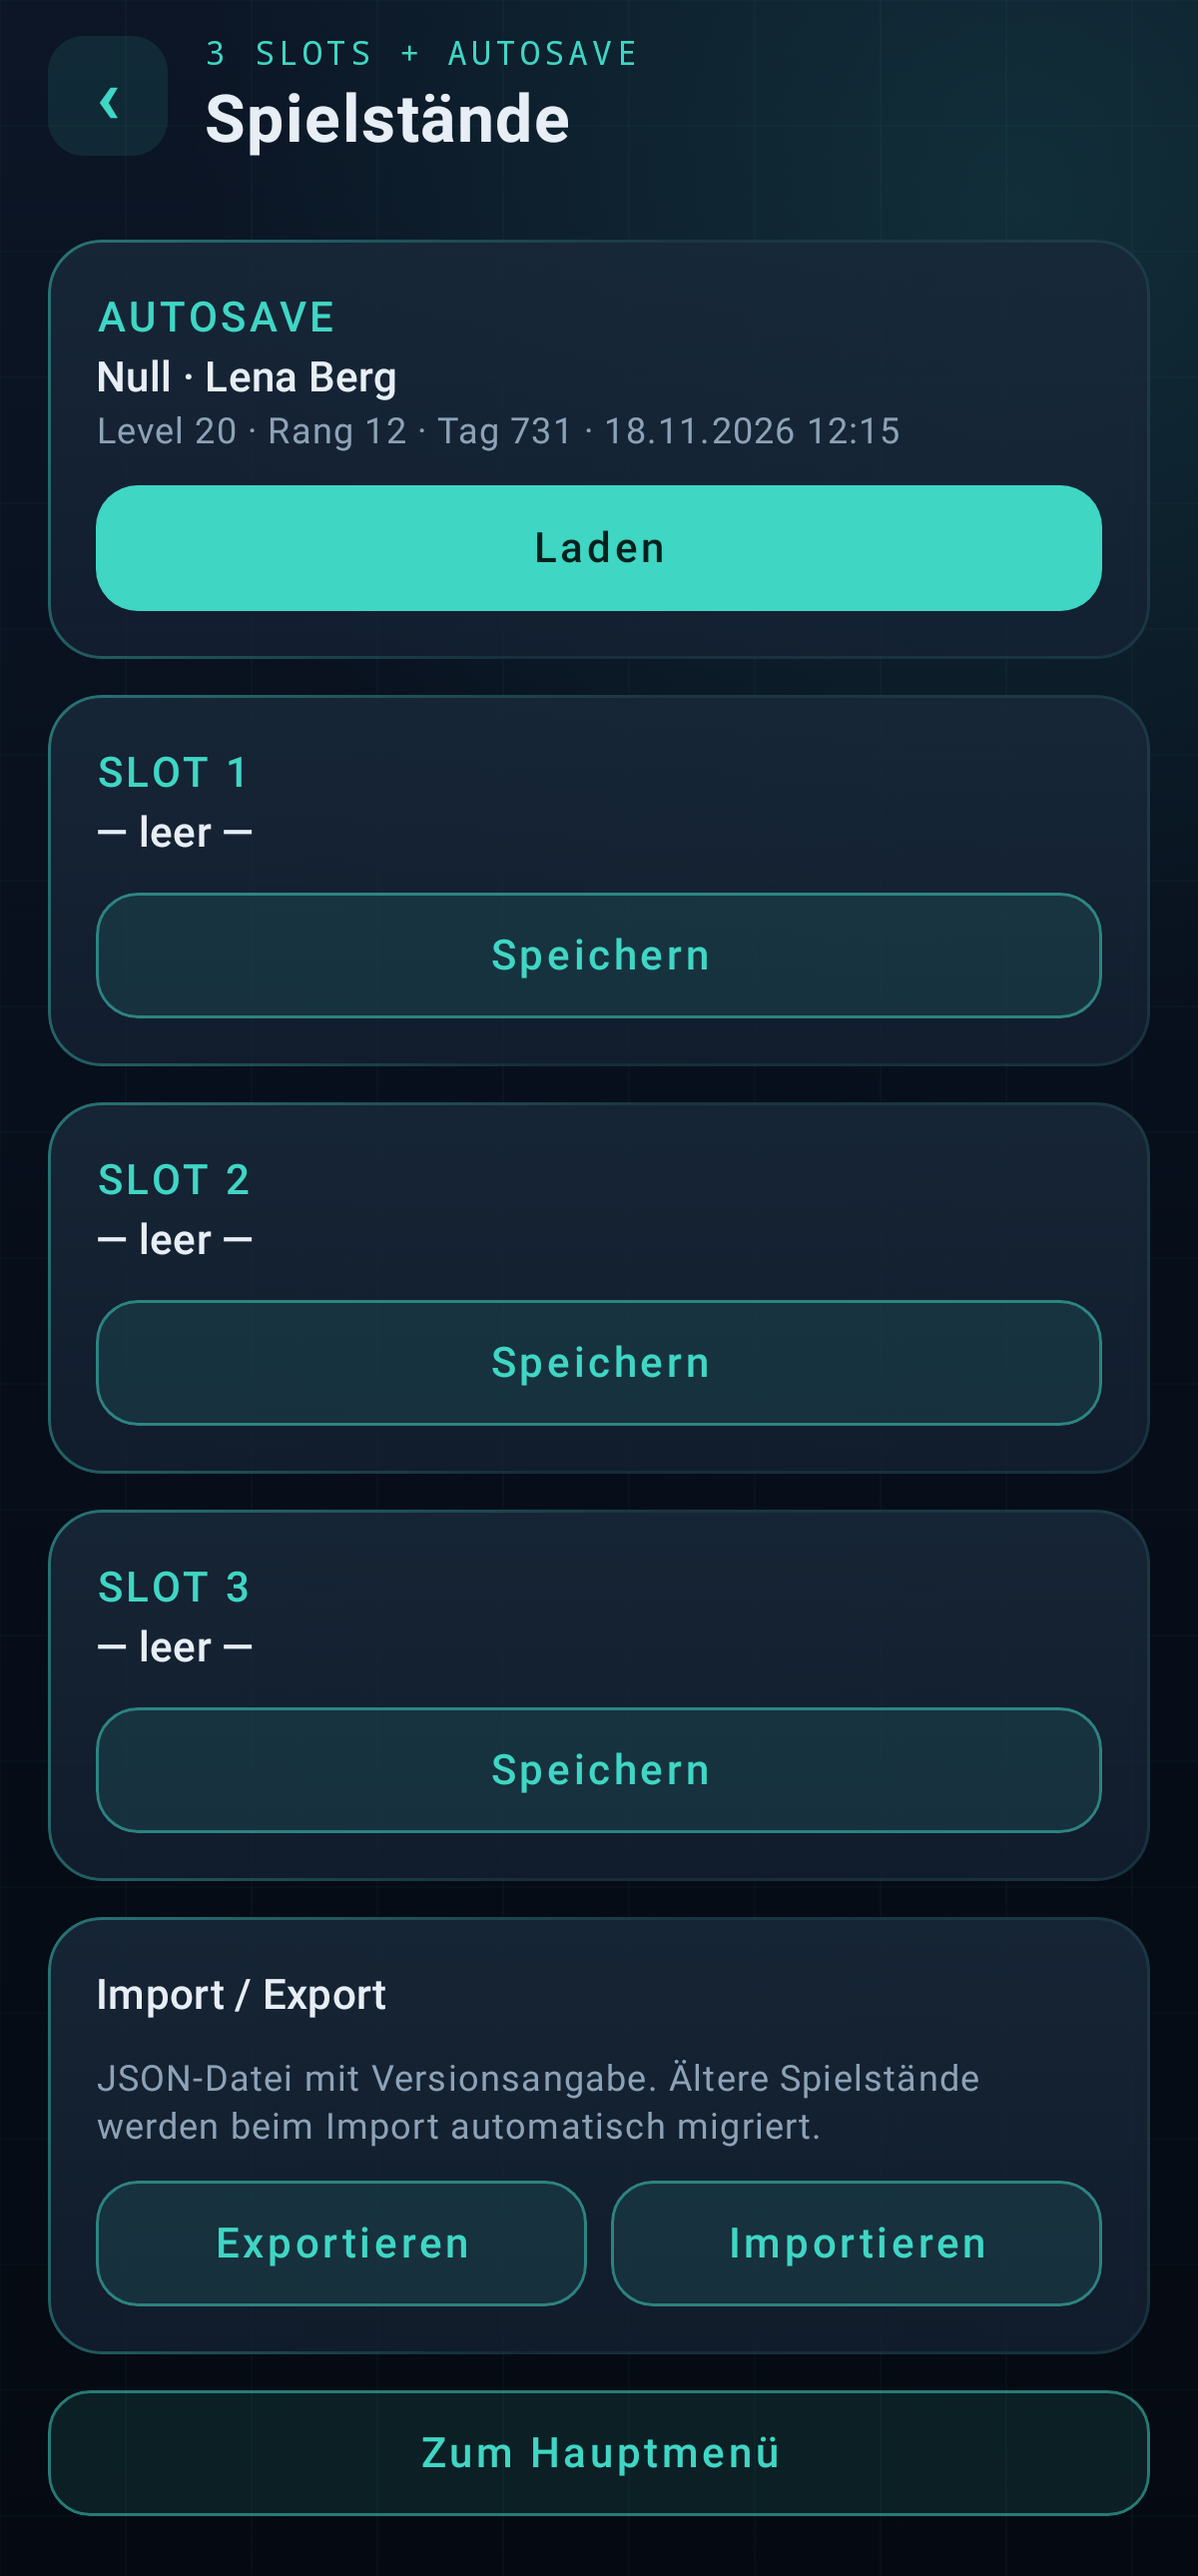 3 SLOTS + AUTOSAVE
Spielstände
AUTOSAVE
Null · Lena Berg
Level 20 · Rang 12 · Tag 731 · 18.11.2026 12:15
Laden
SLOT 1
— leer —
Speichern
SLOT 2
— leer —
Speichern
SLOT 3
— leer —
Speichern
Import / Export
JSON-Datei mit Versionsangabe. Ältere Spielstände
werden beim Import automatisch migriert.
Exportieren
Importieren
Zum Hauptmenü